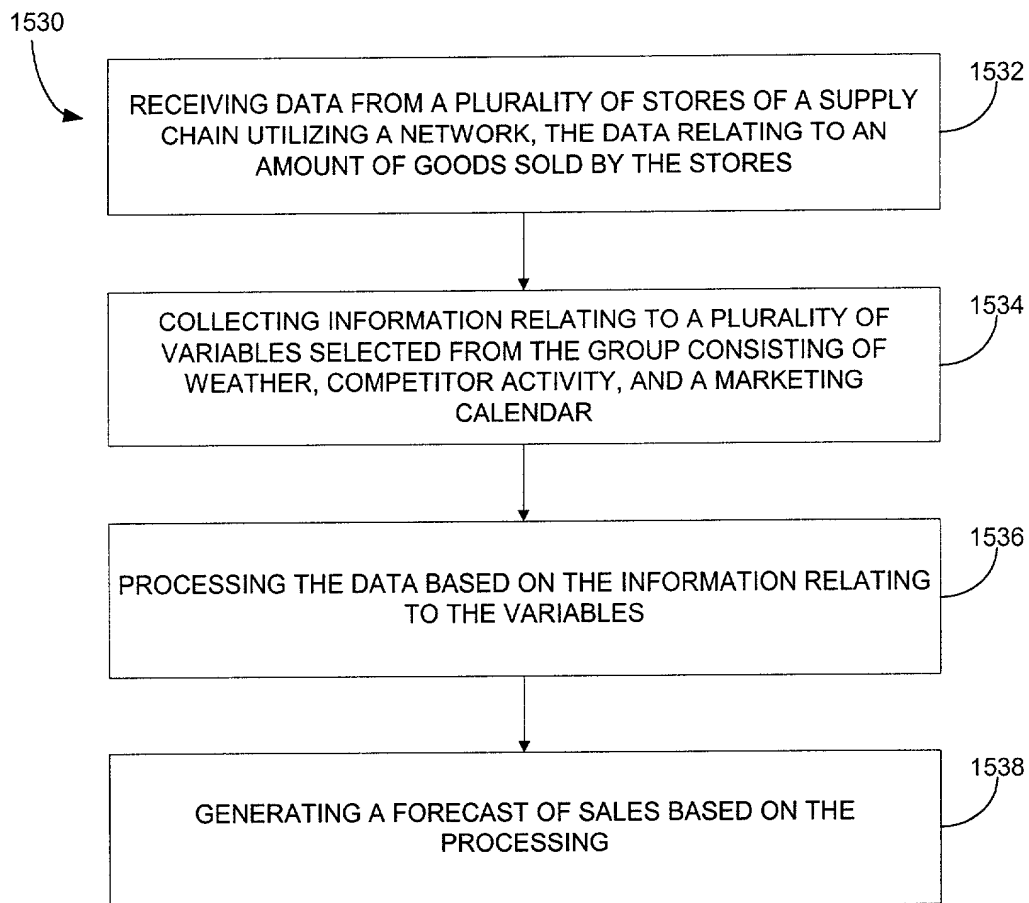 1530
1532
RECEIVING DATA FROM A PLURALITY OF STORES OF A SUPPLY
CHAIN UTILIZING A NETWORK, THE DATA RELATING TO AN
AMOUNT OF GOODS SOLD BY THE STORES
1534
COLLECTING INFORMATION RELATING TO A PLURALITY OF
VARIABLES SELECTED FROM THE GROUP CONSISTING OF
WEATHER, COMPETITOR ACTIVITY, AND A MARKETING
CALENDAR
1536
PROCESSING THE DATA BASED ON THE INFORMATION RELATING
TO THE VARIABLES
1538
GENERATING A FORECAST OF SALES BASED ON THE
PROCESSING